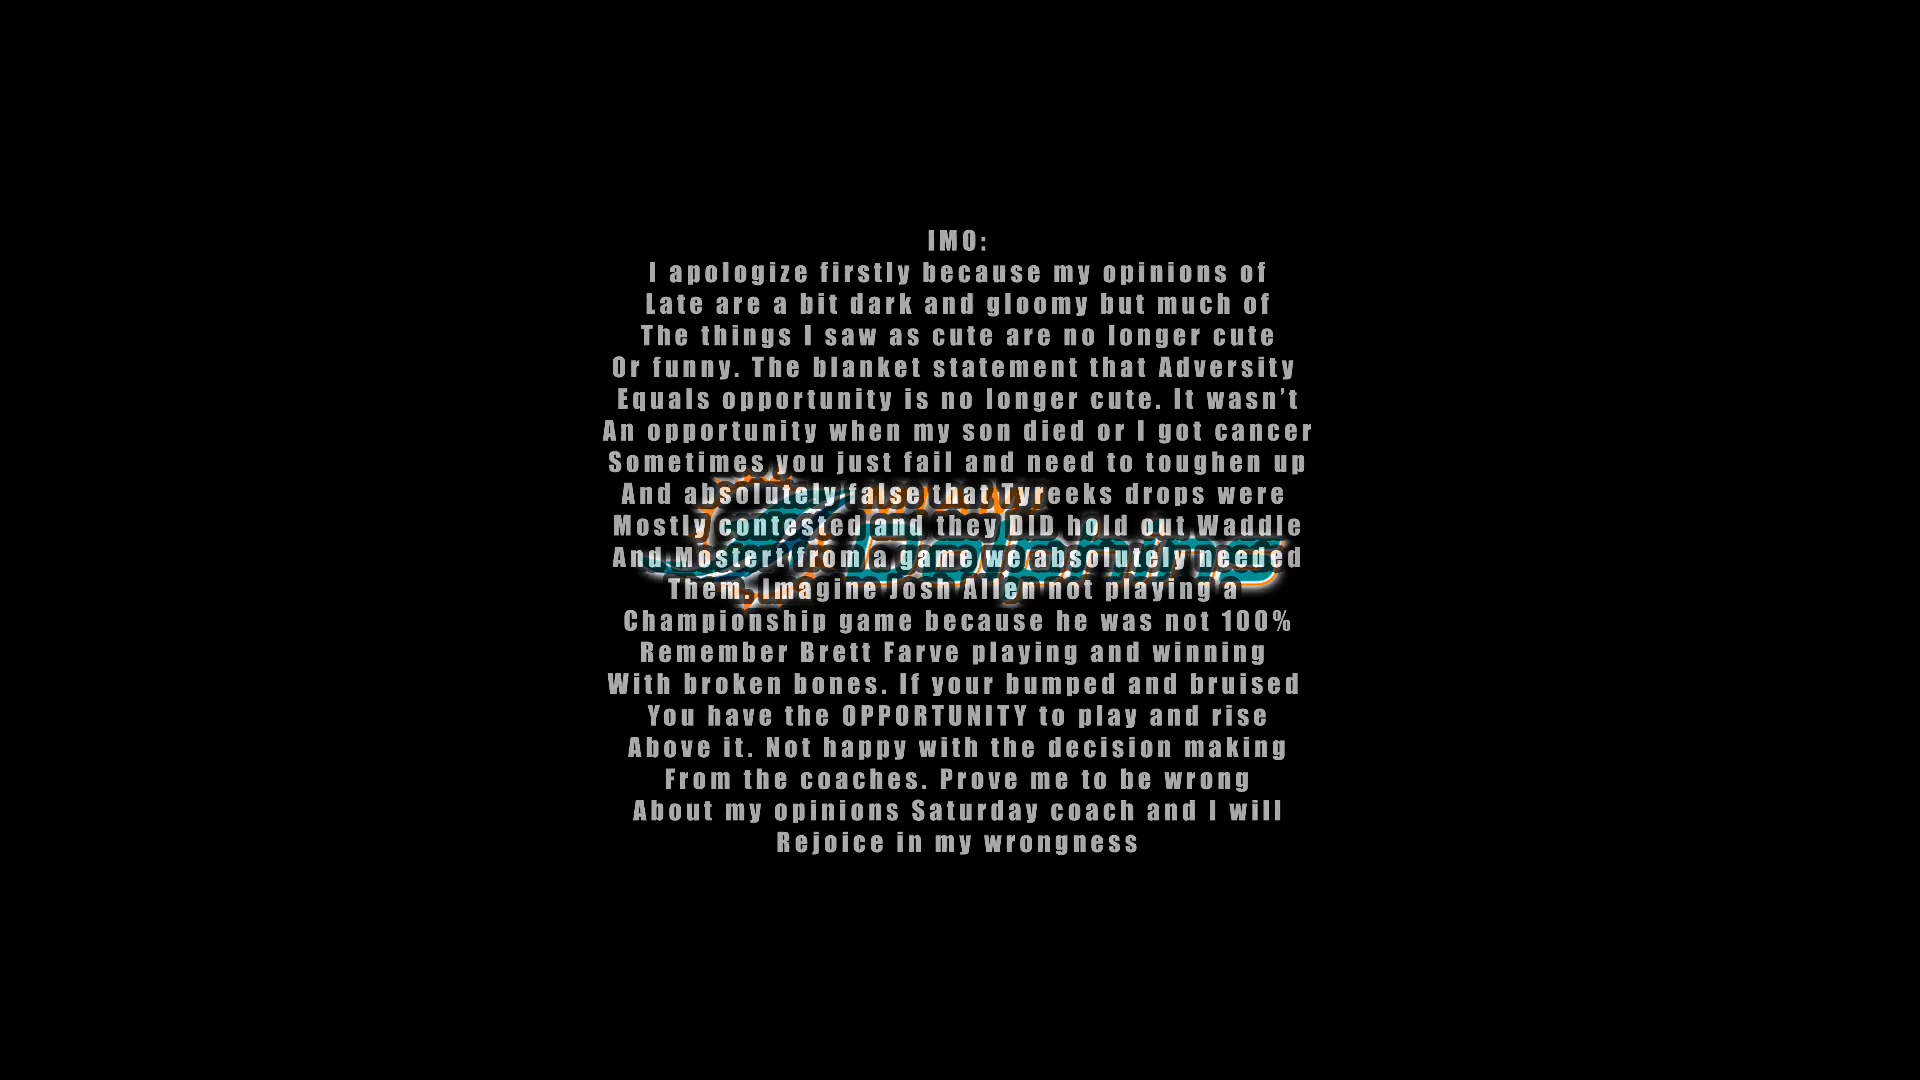 IMO:
I apologize firstly because my opinions of
Late are a bit dark and gloomy but much of
The things I saw as cute are no longer cute
Or funny. The blanket statement that Adversity
Equals opportunity is no longer cute. It wasn’t
An opportunity when my son died or I got cancer
Sometimes you just fail and need to toughen up
And absolutely false that Tyreeks drops were
Mostly contested and they DID hold out Waddle
And Mostert from a game we absolutely needed
Them. Imagine Josh Allen not playing a
Championship game because he was not 100%
Remember Brett Farve playing and winning
With broken bones. If your bumped and bruised
You have the OPPORTUNITY to play and rise
Above it. Not happy with the decision making
From the coaches. Prove me to be wrong
About my opinions Saturday coach and I will
Rejoice in my wrongness
Dolphins